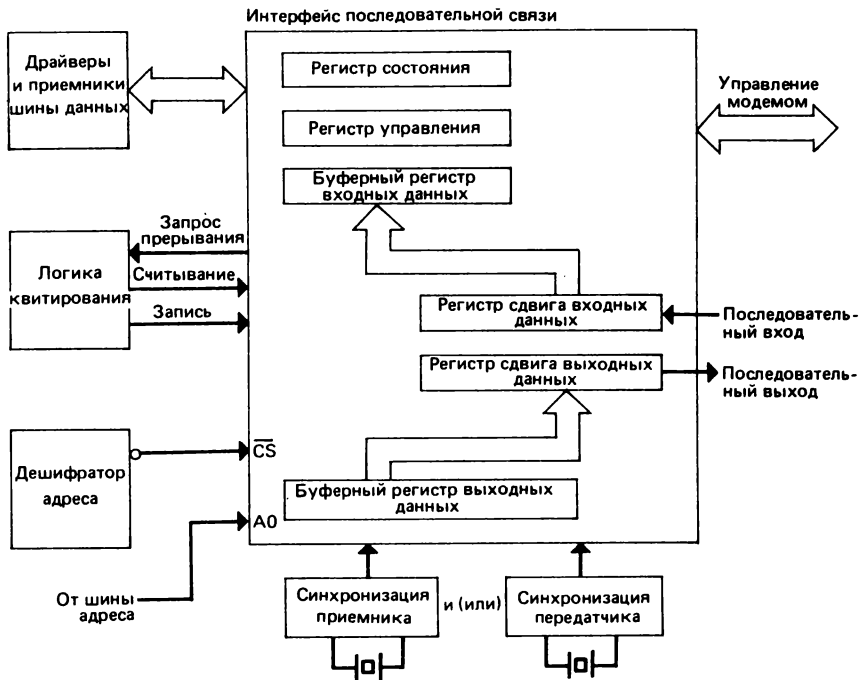 Интерфейс последовательной связи
Драйверы
и приемники
шины данных
Регистр состояния
Регистр управления
Буферный регистр
входных данных
Управление
модемом
Запрос
прерывания
Считывание
Запись
Логика
квитирования
Регистр сдвига входных
данных
Последователь-
ный вход
Регистр сдвига выходных
данных
Последователь-
ный выход
Дешифратор
адреса
CS
Буферный регистр выходных
данных
A0
От шины
адреса
Синхронизация
приемника
и (или)
Синхронизация
передатчика